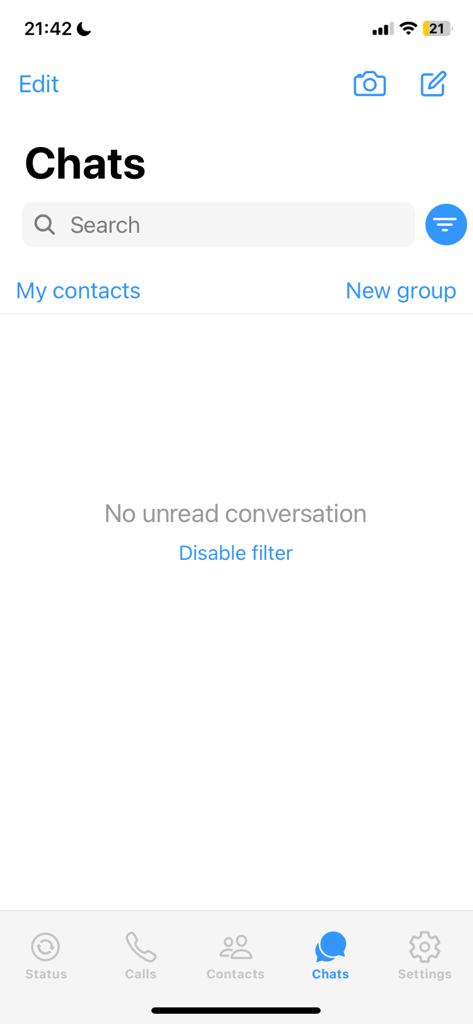 21:42
21
Edit
Chats
Search
My contacts New group
No unread conversation
Disable filter
Status Calls Contacts Chats Settings